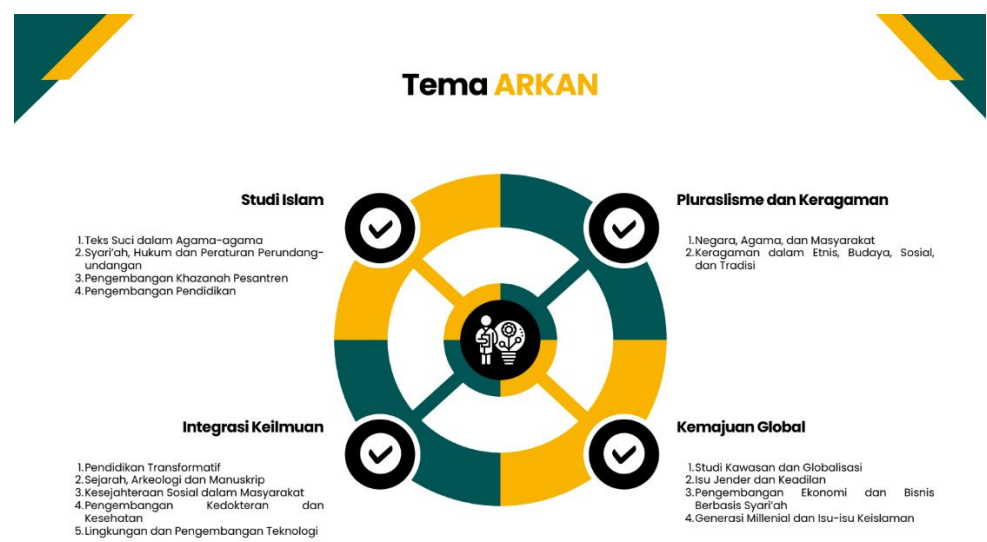 Tema ARKAN
Studi Islam
1.Teks Suci dalam Agama-agama
2.Syari'ah, Hukum dan Peraturan Perundang-
undangan
3.Pengembangan Khazanah Pesantren
4.Pengembangan Pendidikan
Pluraslisme dan Keragaman
1.Negara, Agama, dan Masyarakat
2.Keragaman dalam Etnis, Budaya, Sosial,
dan Tradisi
Integrasi Keilmuan
1.Pendidikan Transformatif
2.Sejarah, Arkeologi dan Manuskrip
3.Kesejahteraan Sosial dalam Masyarakat
4.Pengembangan Kedokteran dan
Kesehatan
5.Lingkungan dan Pengembangan Teknologi
Kemajuan Global
1.Studi Kawasan dan Globalisasi
2.Isu Jender dan Keadilan
3.Pengembangan Ekonomi dan Bisnis
Berbasis Syari'ah
4.Generasi Millenial dan Isu-isu Keislaman